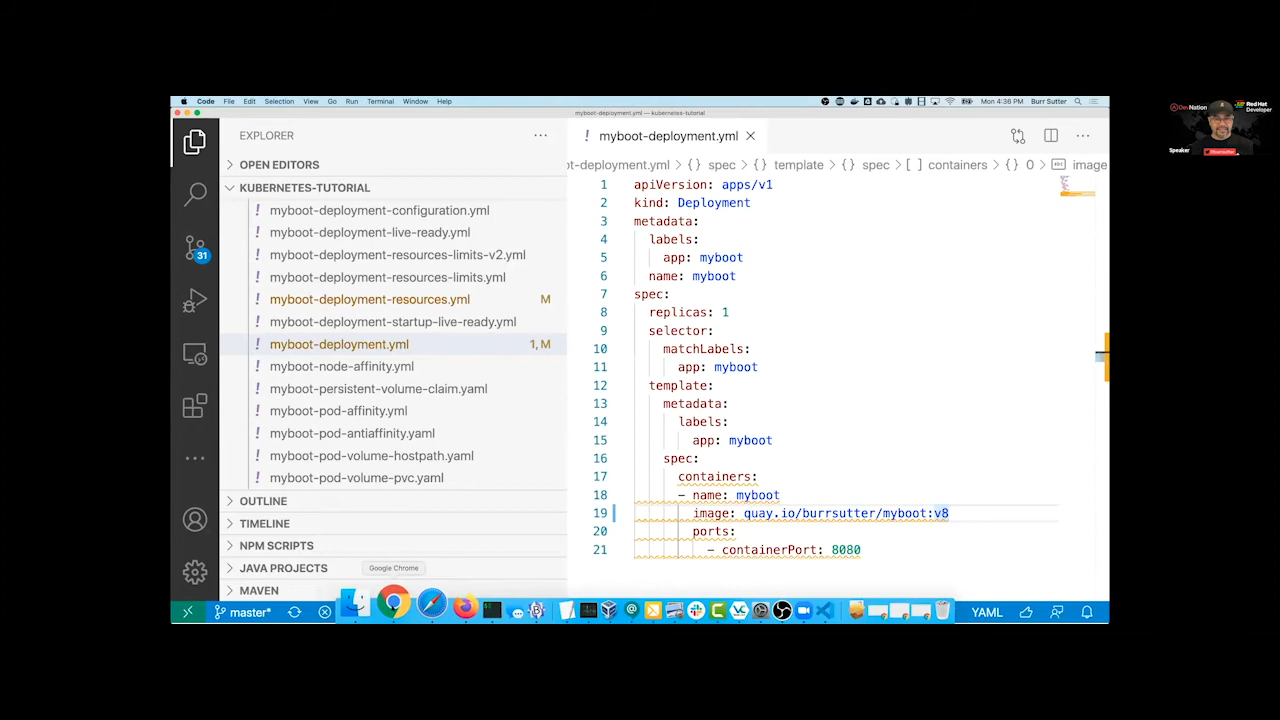 Code File Edit Selection View Go Run Terminal Window Help
Mon 4:36 PM Burr Sutter
myboot-deployment.yml — kubernetes-tutorial
EXPLORER
OPEN EDITORS
KUBERNETES-TUTORIAL
myboot-deployment-configuration.yml
myboot-deployment-live-ready.yml
31
myboot-deployment-resources-limits-v2.yml
myboot-deployment-resources-limits.yml
myboot-deployment-resources.yml M
myboot-deployment-startup-live-ready.yml
myboot-deployment.yml 1, M
myboot-node-affinity.yml
myboot-persistent-volume-claim.yaml
myboot-pod-affinity.yml
myboot-pod-antiaffinity.yaml
myboot-pod-volume-hostpath.yaml
myboot-pod-volume-pvc.yaml
OUTLINE
TIMELINE
NPM SCRIPTS
JAVA PROJECTS
Google Chrome
MAVEN
myboot-deployment.yml
ot-deployment.yml > {} spec > {} template > {} spec > [ ] containers > {} 0 > abc image
1 apiVersion: apps/v1
2 kind: Deployment
3 metadata:
4 labels:
5 app: myboot
6 name: myboot
7 spec:
8 replicas: 1
9 selector:
10 matchLabels:
11 app: myboot
12 template:
13 metadata:
14 labels:
15 app: myboot
16 spec:
17 containers:
18 - name: myboot
19 image: quay.io/burrsutter/myboot:v8
20 ports:
21 - containerPort: 8080
master*
YAML
DevNation
Red Hat
Developer
Speaker
@burrsutter